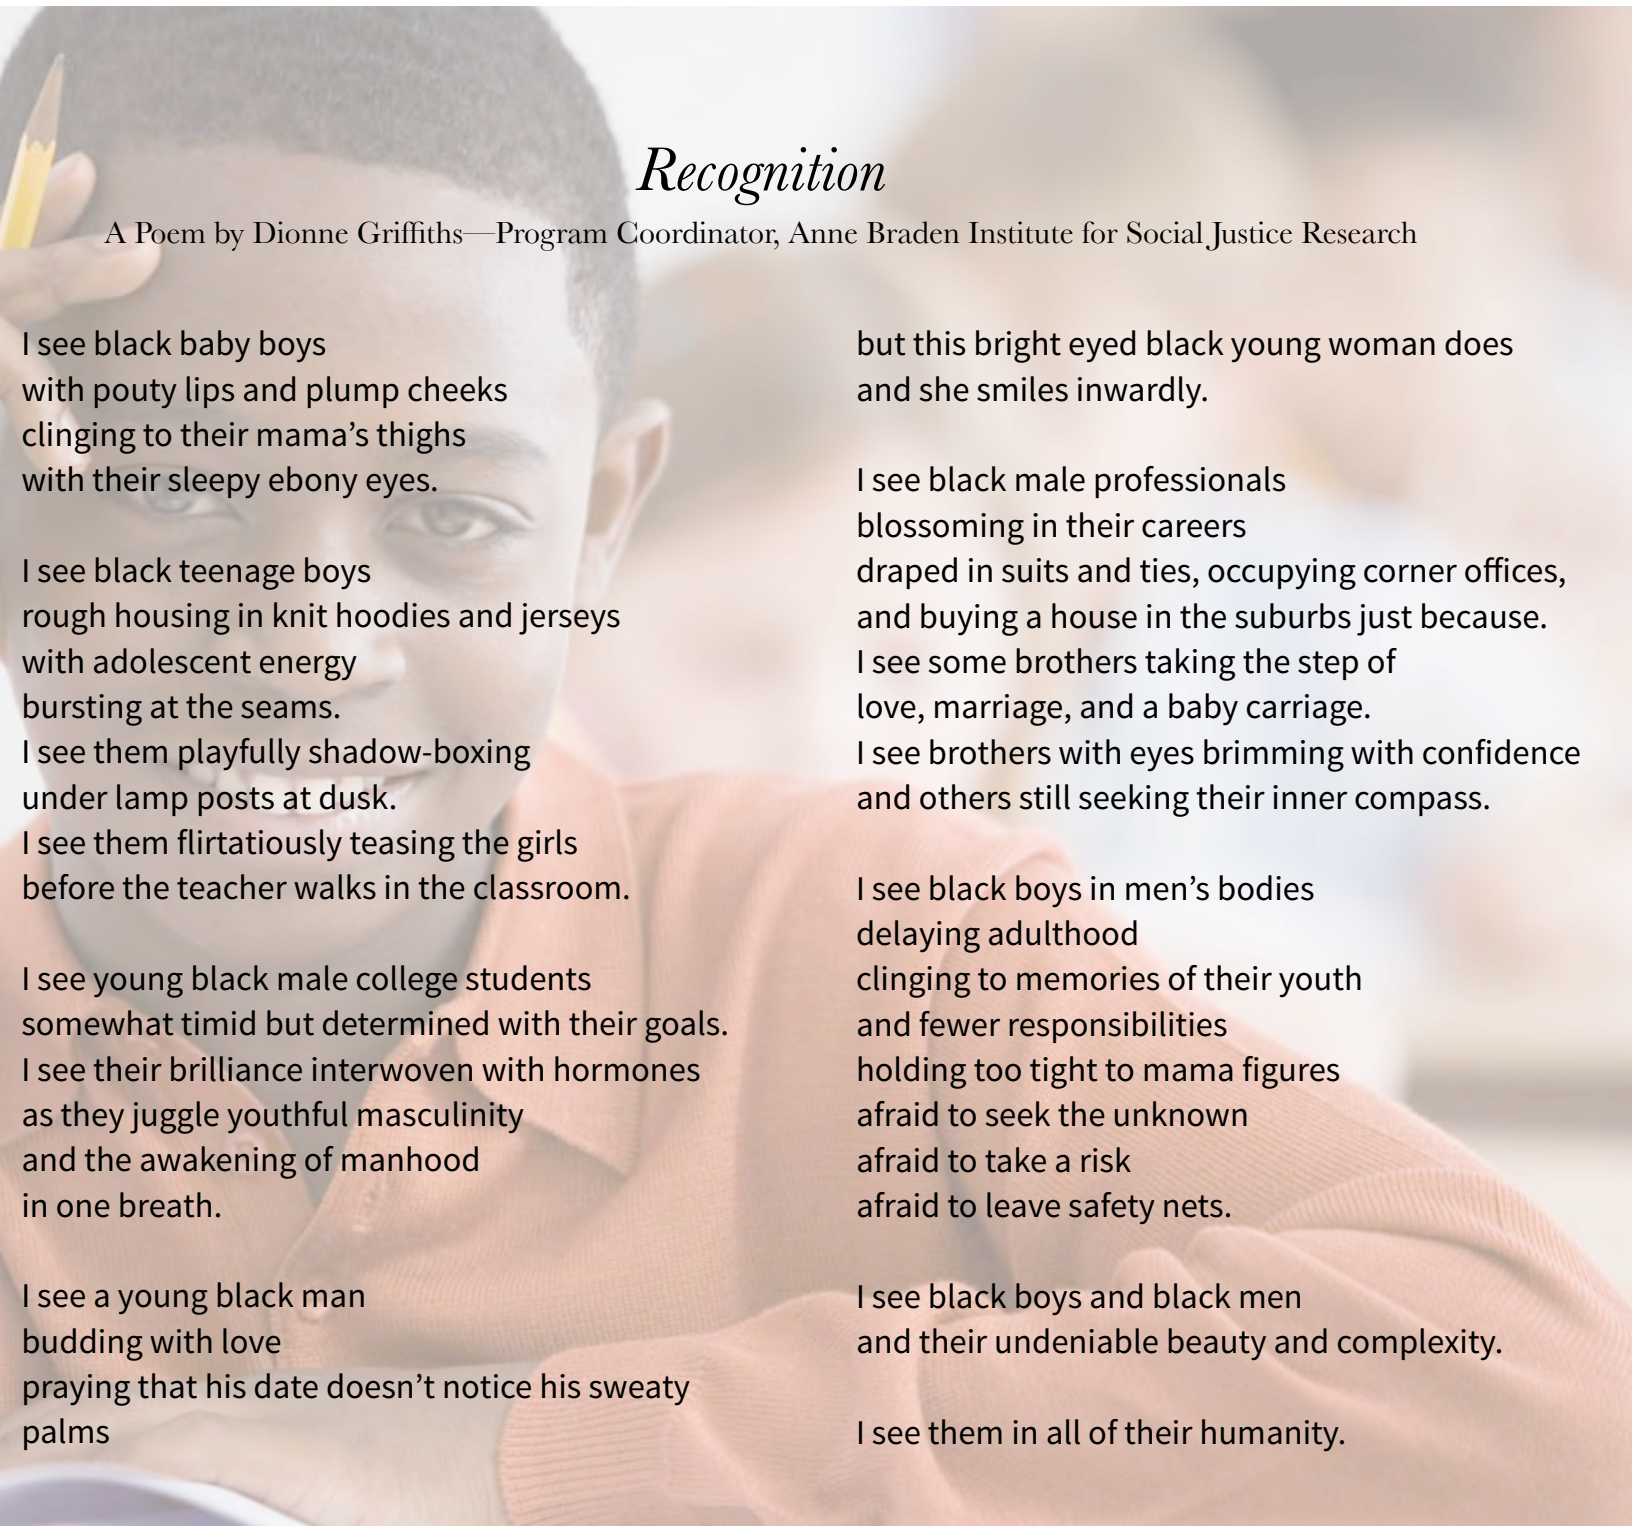 Recognition
A Poem by Dionne Griffiths—Program Coordinator, Anne Braden Institute for Social Justice Research
I see black baby boys
with pouty lips and plump cheeks
clinging to their mama’s thighs
with their sleepy ebony eyes.
I see black teenage boys
rough housing in knit hoodies and jerseys
with adolescent energy
bursting at the seams.
I see them playfully shadow-boxing
under lamp posts at dusk.
I see them flirtatiously teasing the girls
before the teacher walks in the classroom.
I see young black male college students
somewhat timid but determined with their goals.
I see their brilliance interwoven with hormones
as they juggle youthful masculinity
and the awakening of manhood
in one breath.
I see a young black man
budding with love
praying that his date doesn’t notice his sweaty
palms
but this bright eyed black young woman does
and she smiles inwardly.
I see black male professionals
blossoming in their careers
draped in suits and ties, occupying corner offices,
and buying a house in the suburbs just because.
I see some brothers taking the step of
love, marriage, and a baby carriage.
I see brothers with eyes brimming with confidence
and others still seeking their inner compass.
I see black boys in men’s bodies
delaying adulthood
clinging to memories of their youth
and fewer responsibilities
holding too tight to mama figures
afraid to seek the unknown
afraid to take a risk
afraid to leave safety nets.
I see black boys and black men
and their undeniable beauty and complexity.
I see them in all of their humanity.